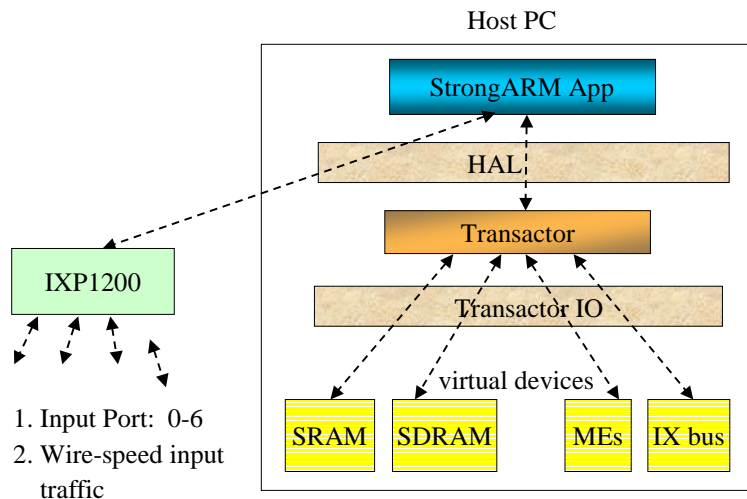 Host PC
StrongARM App
HAL
Transactor
IXP1200
Transactor IO
virtual devices
1. Input Port: 0-6
2. Wire-speed input
traffic
SRAM
SDRAM
MEs
IX bus